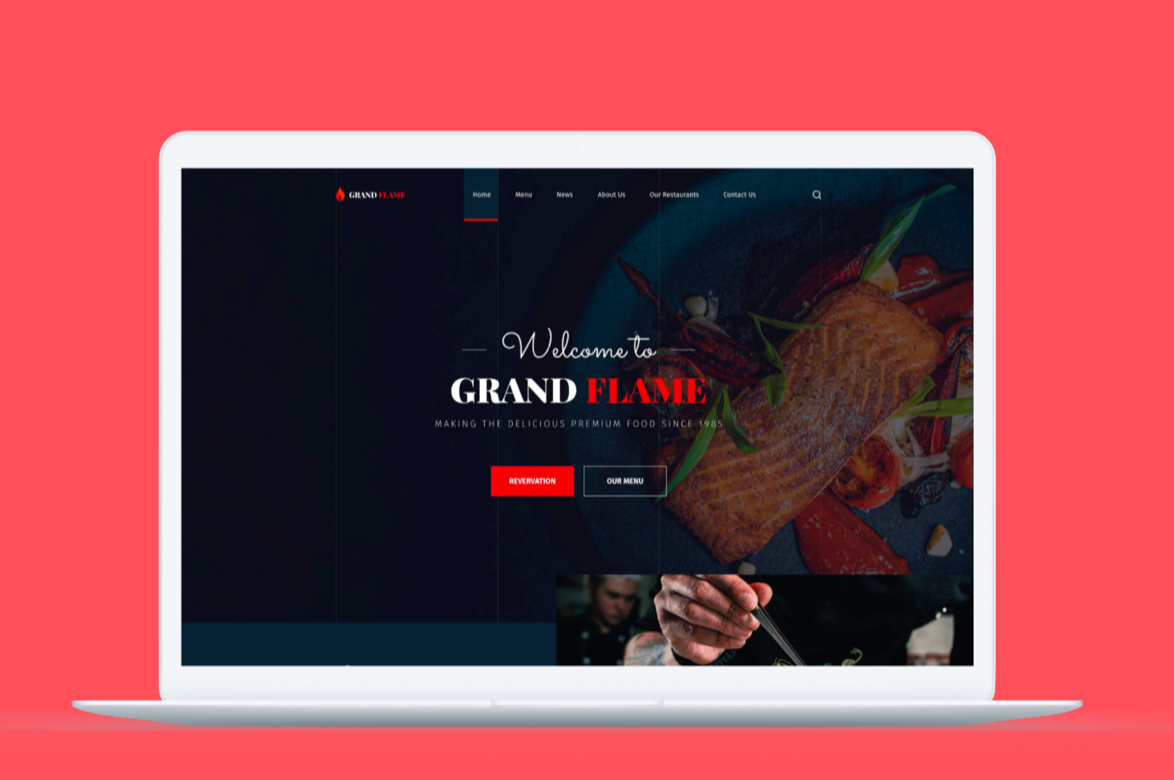 GRAND FLAME
Home Menu News About Us Our Restaurants Contact Us
Welcome to
GRAND FLAME
MAKING THE DELICIOUS PREMIUM FOOD SINCE 1985
REVERVATION OUR MENU